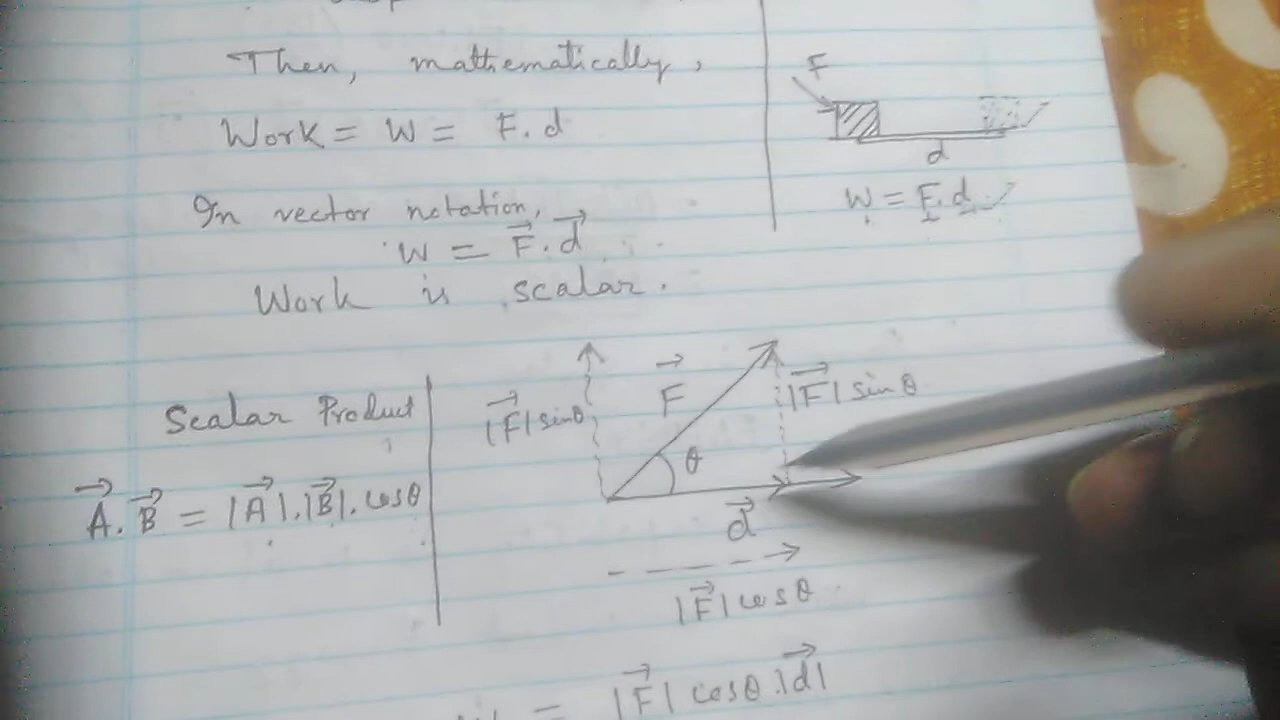 Then, mathematically,
Work = W = F.d
In vector notation,
W = F⃗.d⃗
Work is scalar.
F
d
W = F.d
Scalar Product
A⃗.B⃗ = |A⃗|.|B⃗|.cosθ
|F⃗|sinθ
F⃗
|F⃗|sinθ
θ
d⃗
|F⃗|cosθ
= |F⃗|cosθ.|d⃗|